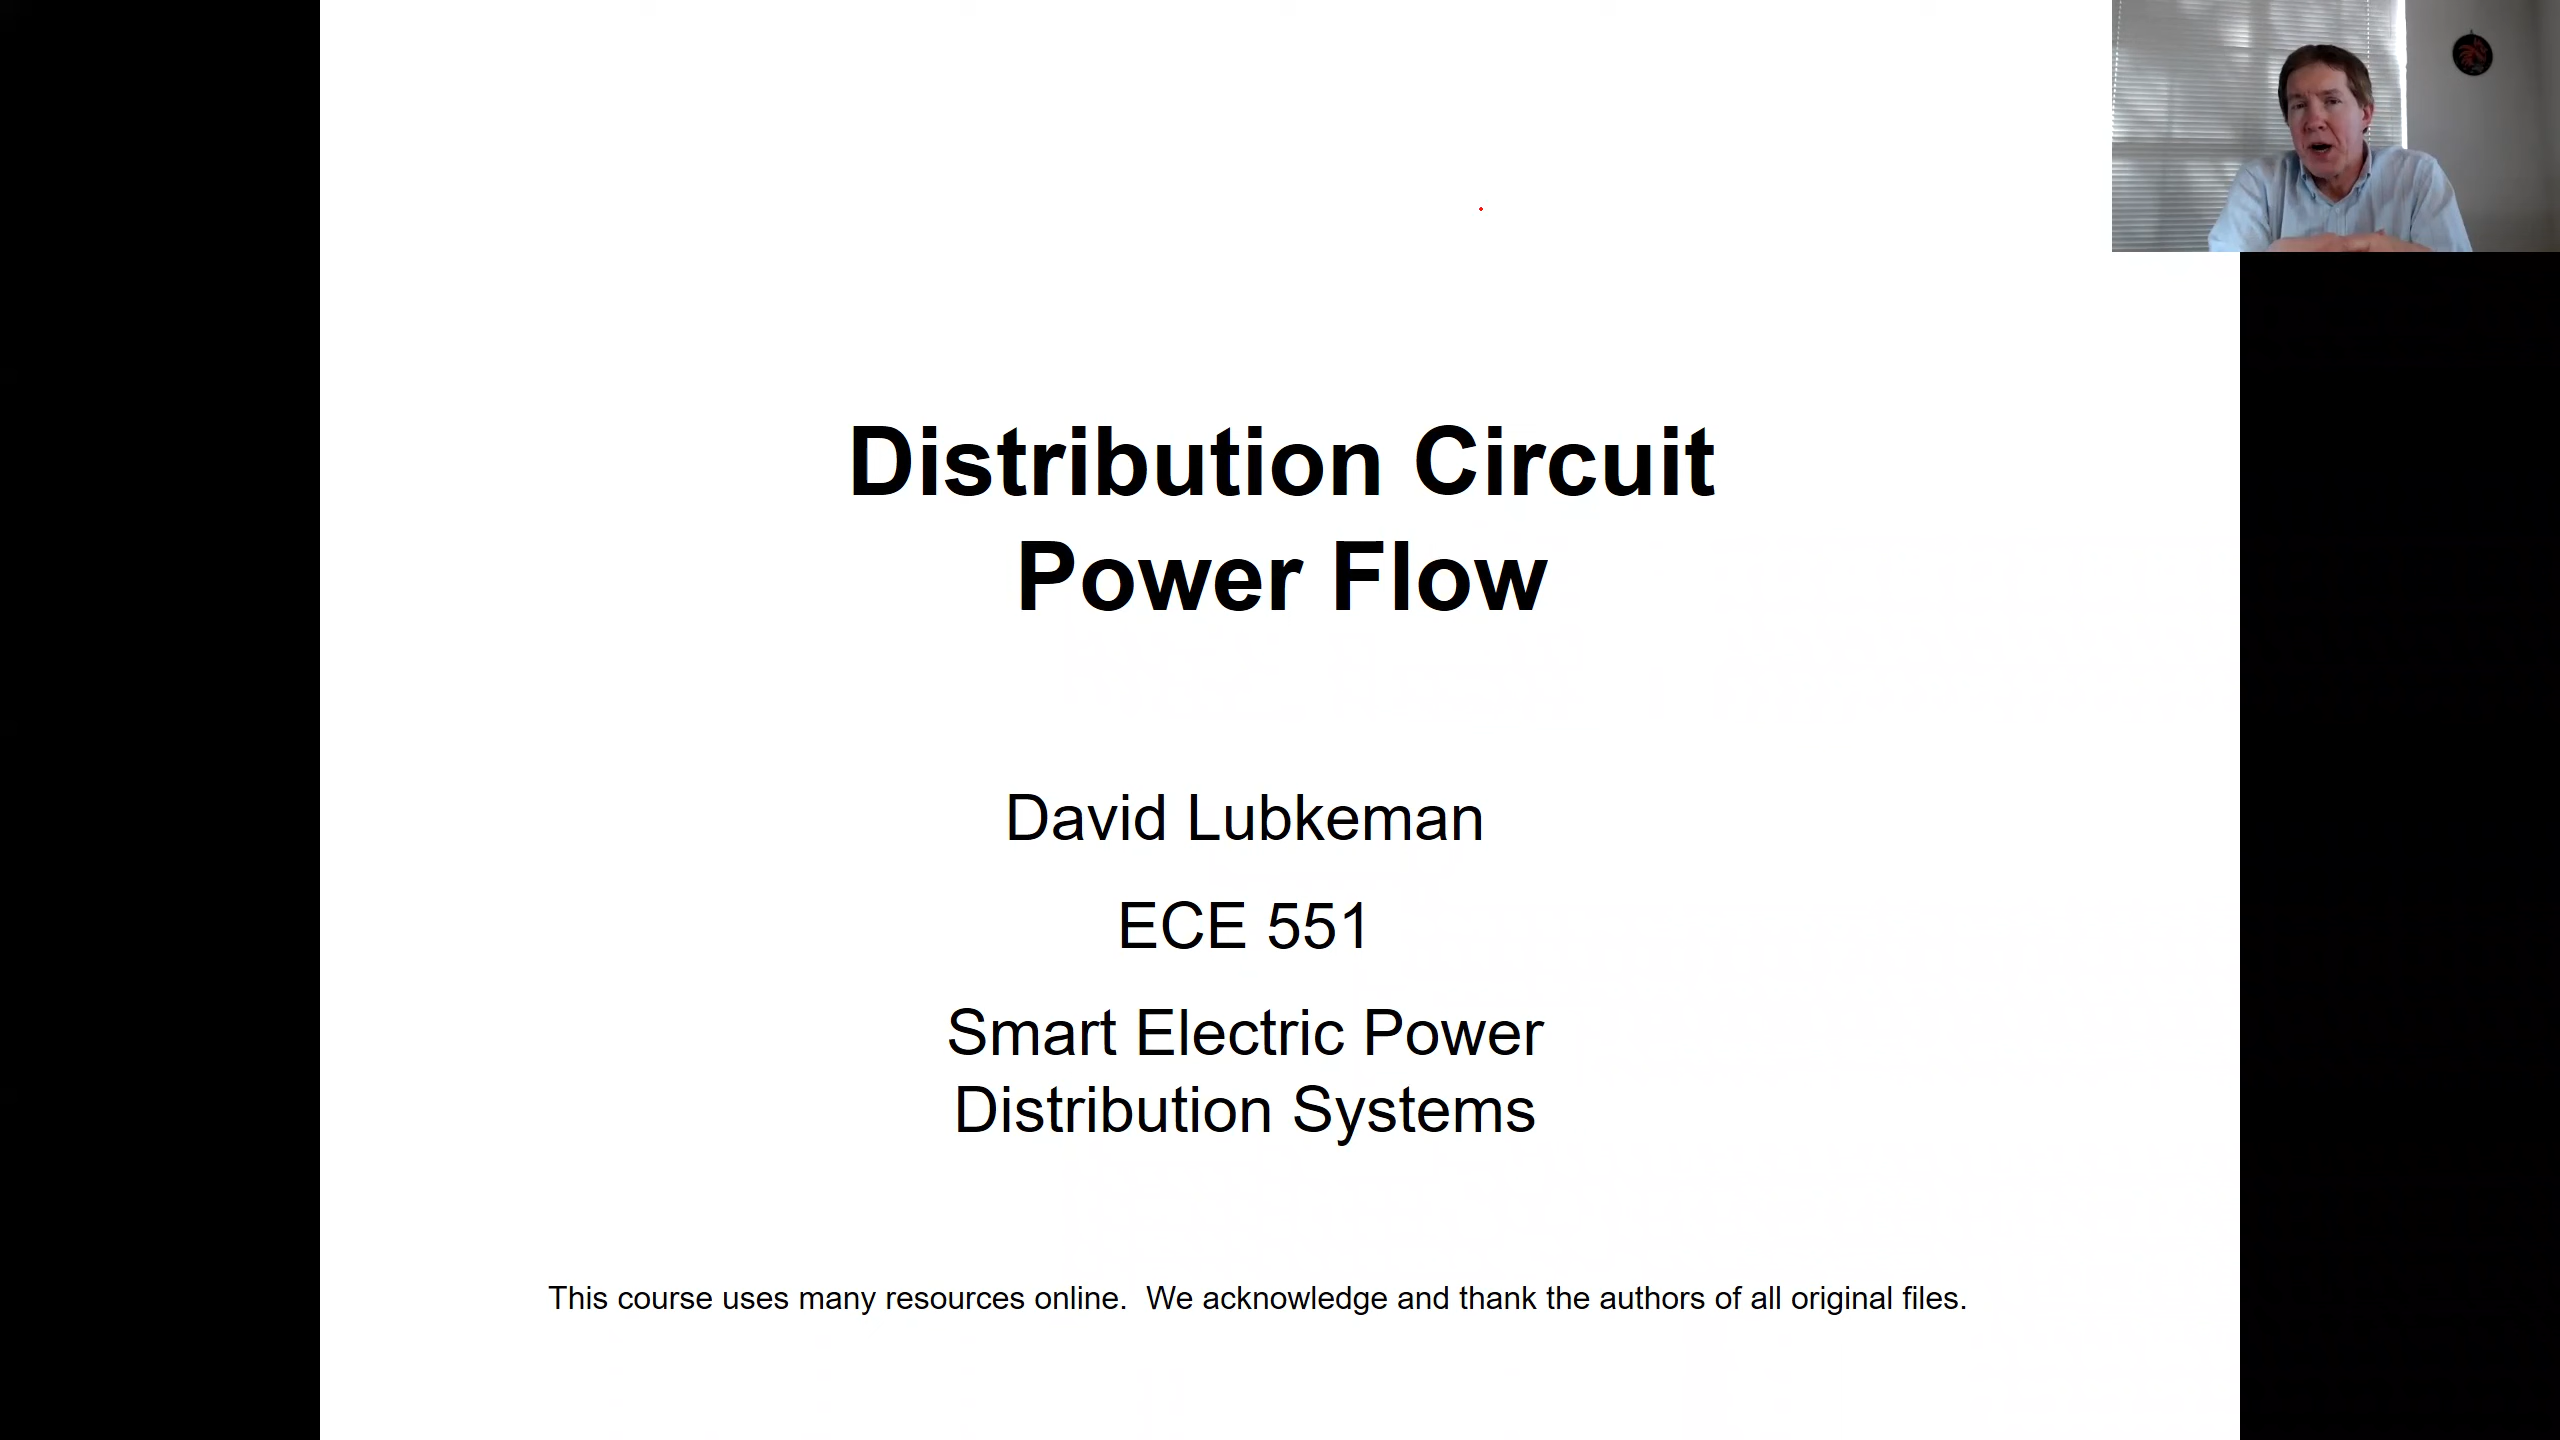 Distribution Circuit
Power Flow
David Lubkeman
ECE 551
Smart Electric Power
Distribution Systems
This course uses many resources online.  We acknowledge and thank the authors of all original files.